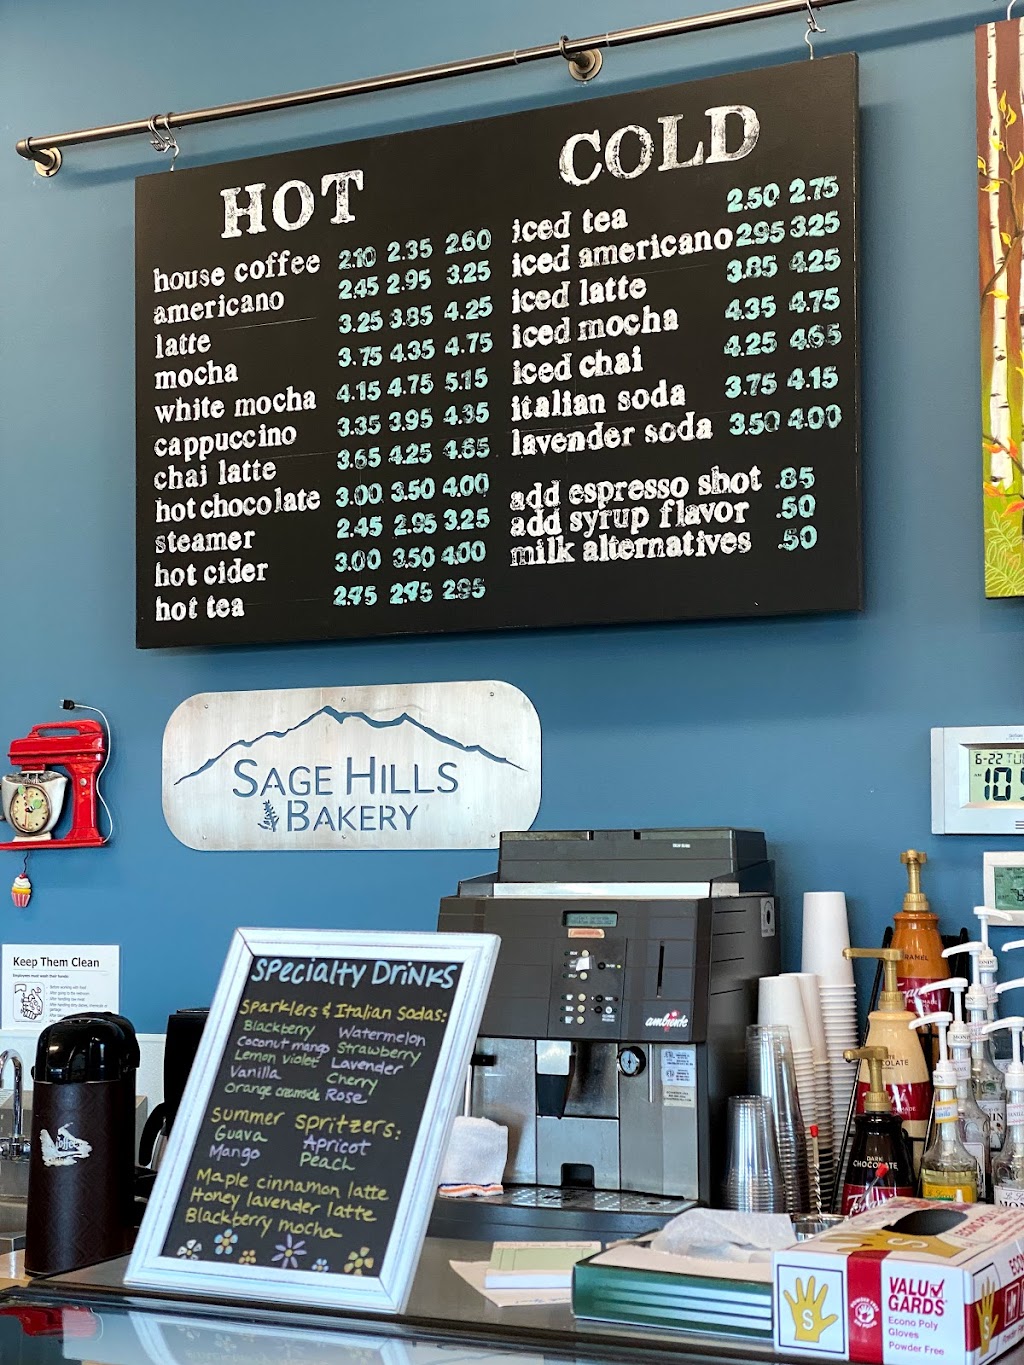 HOT
house coffee 2.10 2.35 2.60
americano 2.45 2.95 3.25
latte 3.25 3.85 4.25
mocha 3.75 4.35 4.75
white mocha 4.15 4.75 5.15
cappuccino 3.35 3.95 4.35
chai latte 3.65 4.25 4.65
hot chocolate 3.00 3.50 4.00
steamer 2.45 2.95 3.25
hot cider 3.00 3.50 4.00
hot tea 2.95
COLD
iced tea 2.50 2.75
iced americano 2.95 3.25
iced latte 3.85 4.25
iced mocha 4.35 4.75
iced chai 4.25 4.65
italian soda 3.75 4.15
lavender soda 3.50 4.00
add espresso shot .85
add syrup flavor .50
milk alternatives .50
SAGE HILLS
BAKERY
6-22 TU
Keep Them Clean
ambiente
SPecialty DrinKS
Sparklers & Italian Sodas:
Blackberry Watermelon
Coconut mango Strawberry
Lemon violet Lavender
Vanilla Cherry
Orange creamsicle Rose
Summer Spritzers:
Guava Apricot
Mango Peach
Maple cinnamon latte
Honey lavender latte
Blackberry mocha
DARK
CHOCOLATE
S
VALU
GARDS
Econo Poly
Gloves
Powder Free